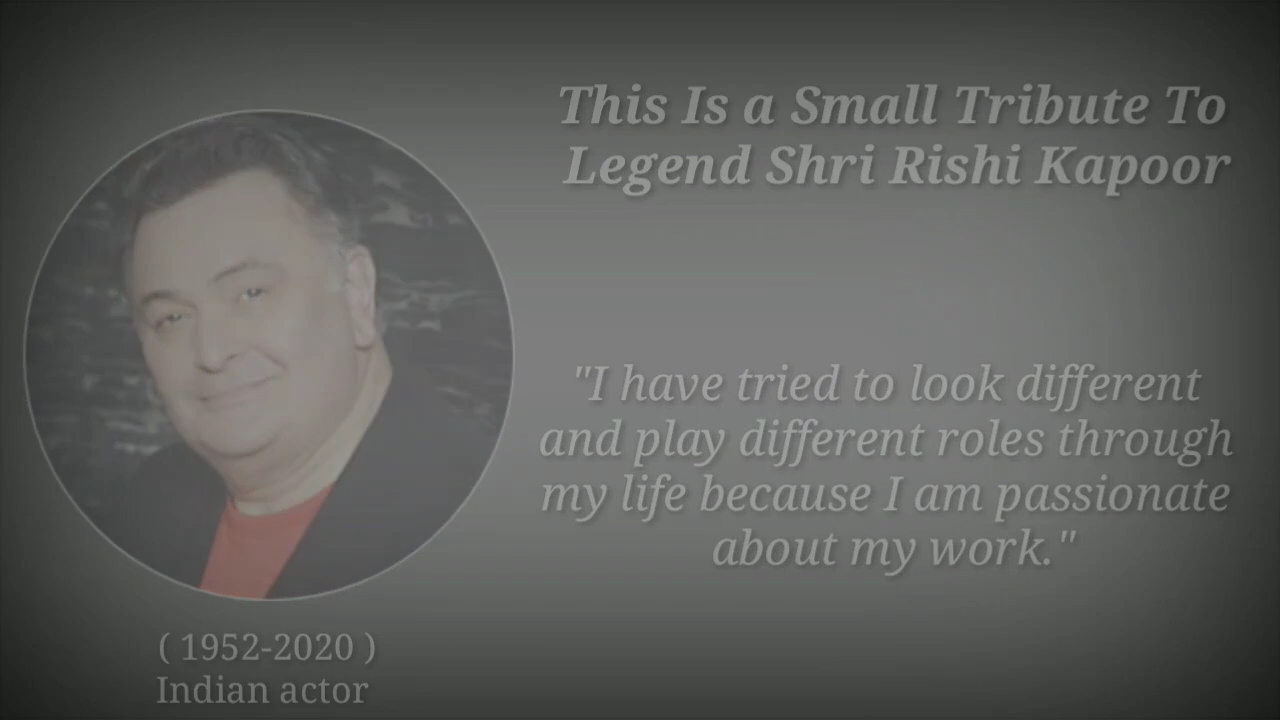 This Is a Small Tribute To
Legend Shri Rishi Kapoor
"I have tried to look different
and play different roles through
my life because I am passionate
about my work."
( 1952-2020 )
Indian actor